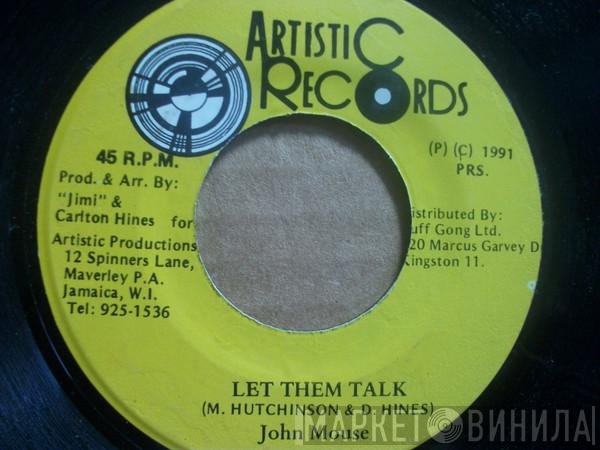 ARTISTIC
RECORDS
45 R.P.M.
(P) (C) 1991
PRS.
Prod. & Arr. By:
"Jimi" &
Carlton Hines for
Artistic Productions
12 Spinners Lane,
Maverley P.A.
Jamaica, W.I.
Tel: 925-1536
istributed By:
uff Gong Ltd.
20 Marcus Garvey D
ingston 11.
LET THEM TALK
(M. HUTCHINSON & D. HINES)
John Mouse
МАРКЕТ ВИНИЛА